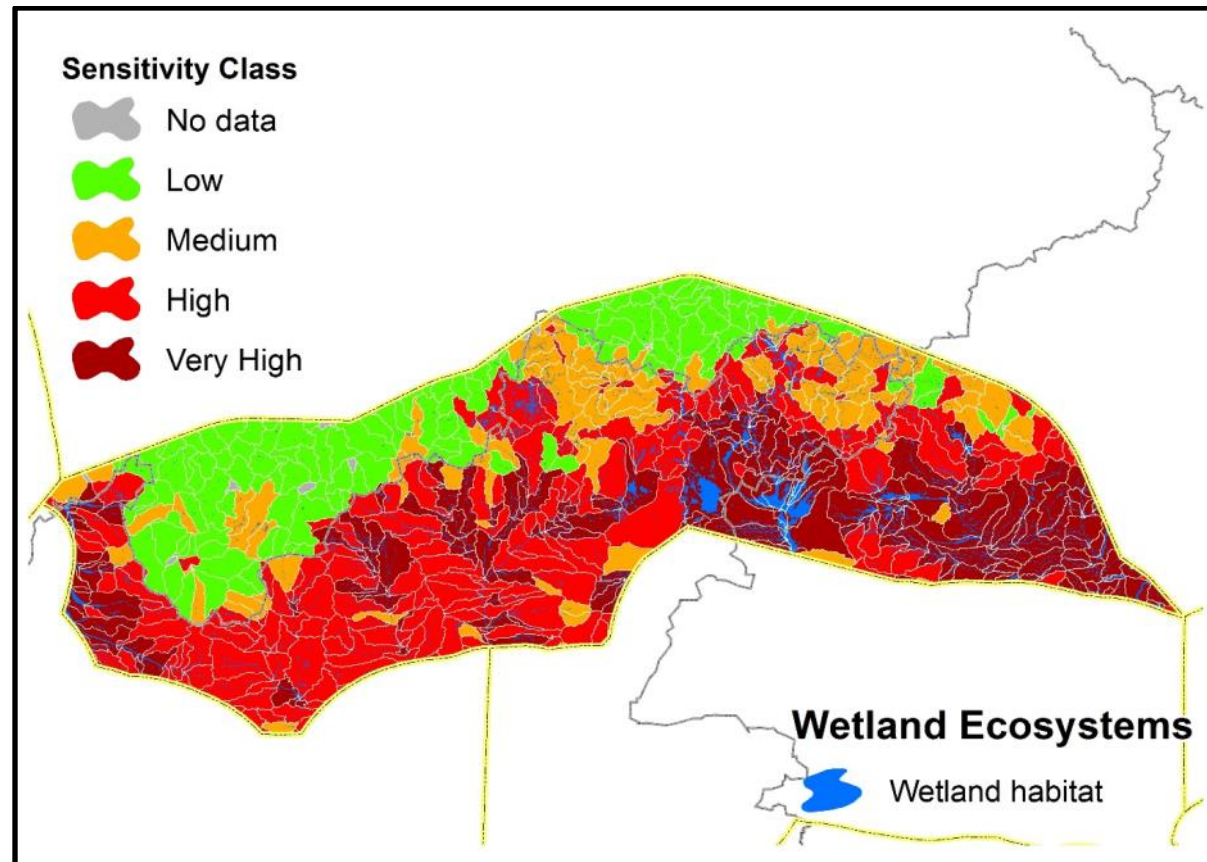 Sensitivity Class
No data
Low
Medium
High
Very High
Wetland Ecosystems
Wetland habitat